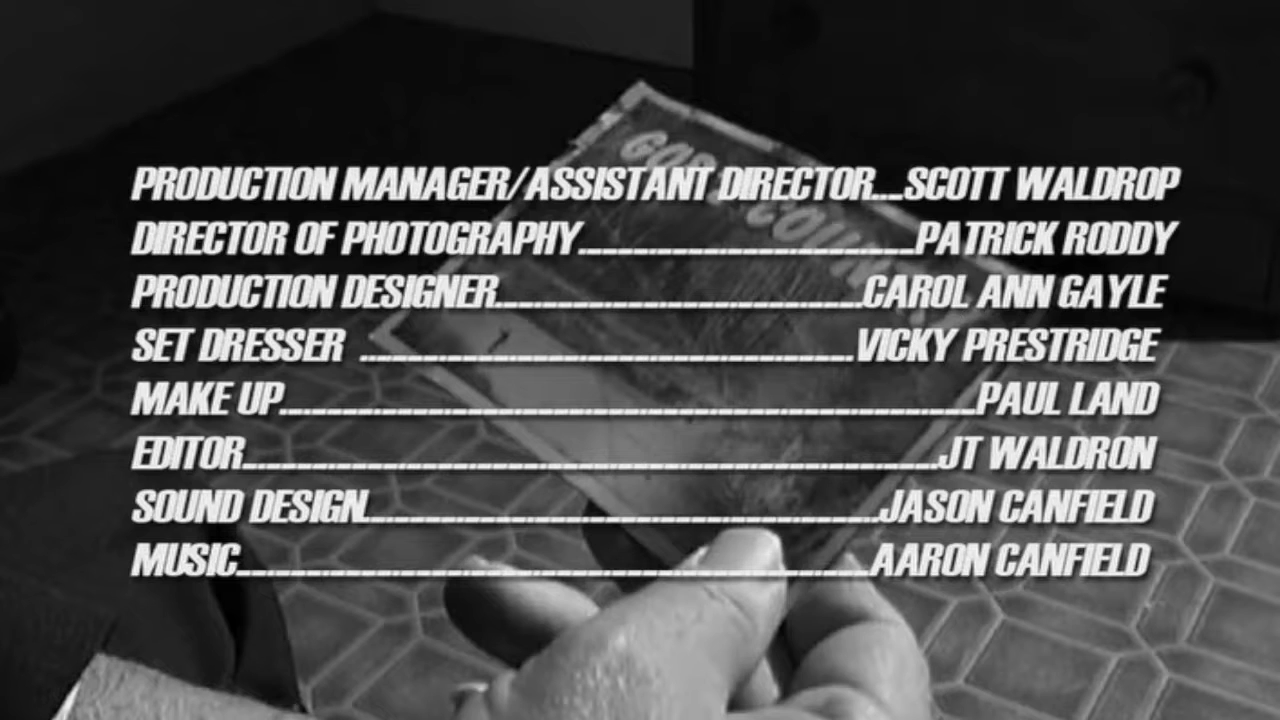 PRODUCTION MANAGER/ASSISTANT DIRECTOR....SCOTT WALDROP
DIRECTOR OF PHOTOGRAPHY........................................PATRICK RODDY
PRODUCTION DESIGNER............................................CAROL ANN GAYLE
SET DRESSER ............................................................VICKY PRESTRIDGE
MAKE UP....................................................................................PAUL LAND
EDITOR....................................................................................JT WALDRON
SOUND DESIGN..............................................................JASON CANFIELD
MUSIC............................................................................AARON CANFIELD